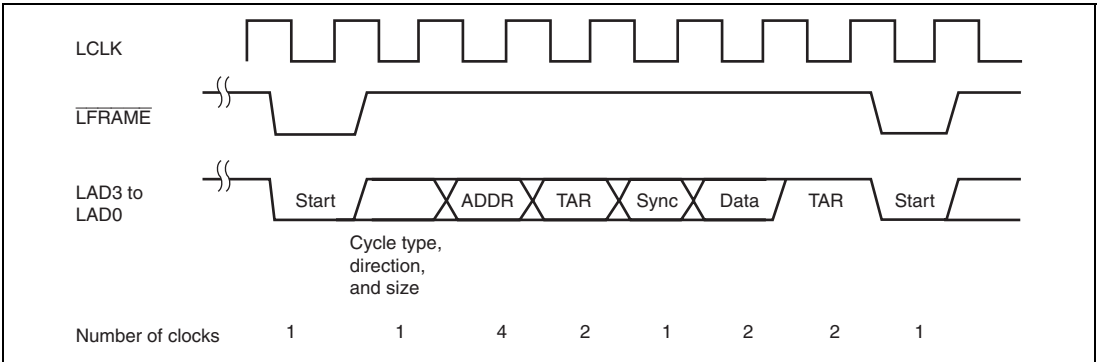 LCLK
LFRAME
LAD3 to
LAD0
Start
ADDR
TAR
Sync
Data
TAR
Start
Cycle type,
direction,
and size
Number of clocks 1 1 4 2 1 2 2 1